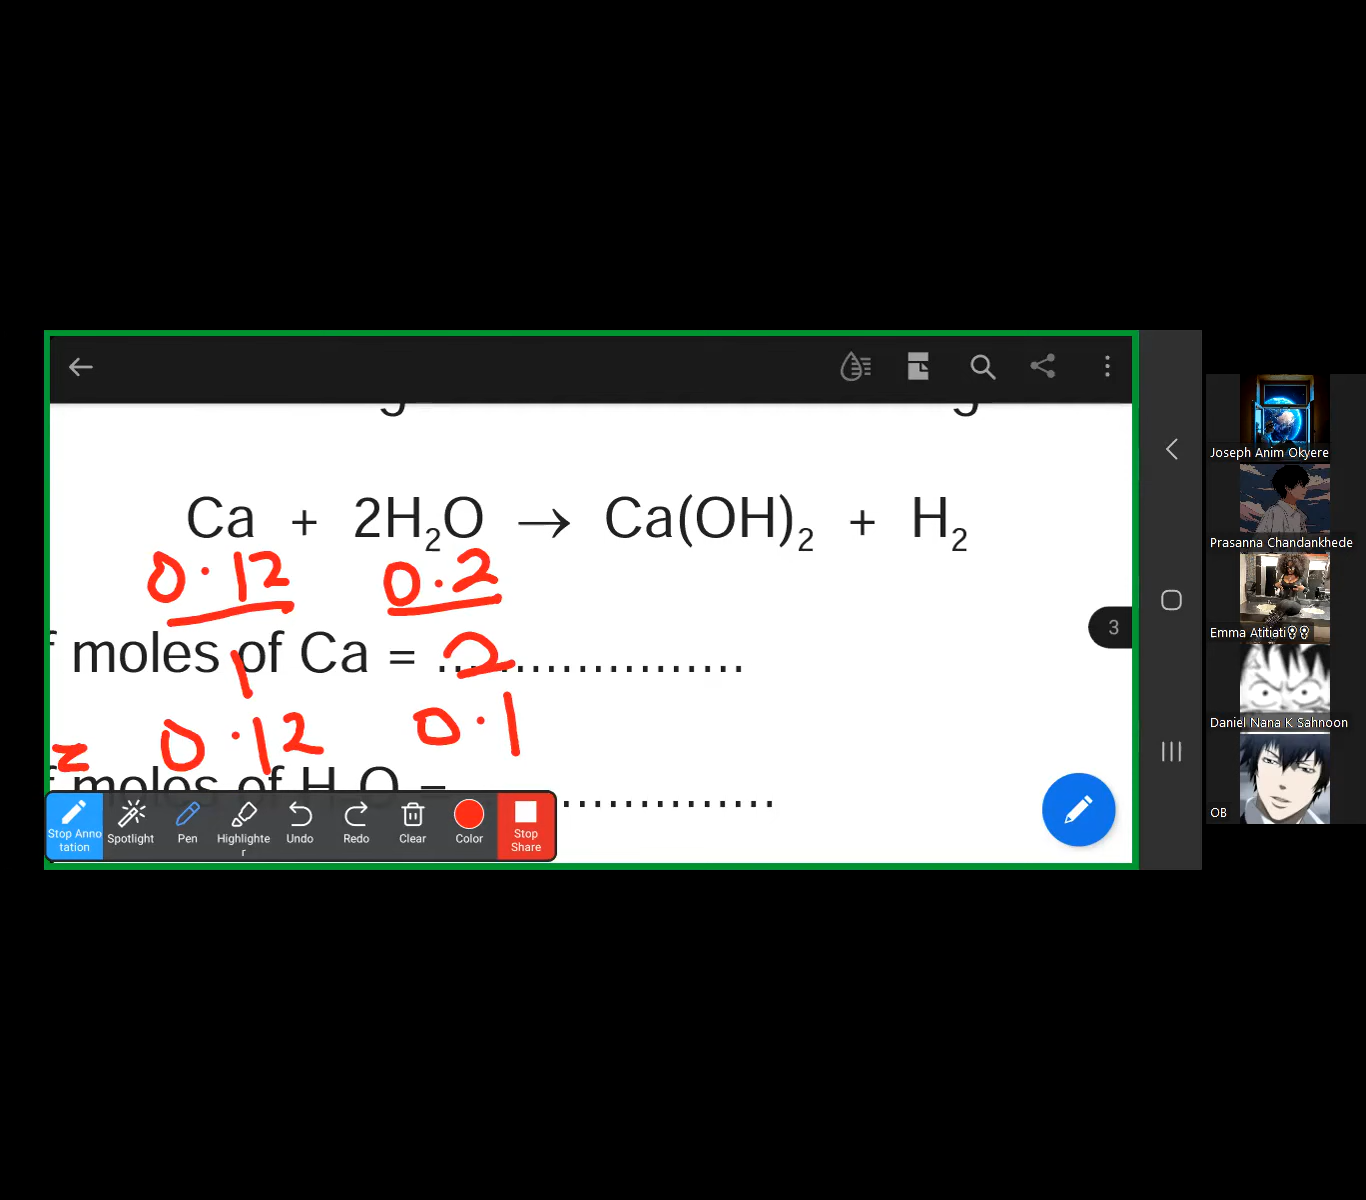 Ca + 2H₂O → Ca(OH)₂ + H₂
0.12 0.2
f moles of Ca = ....................
1 2
= 0.12 0.1
f moles of H₂O = ..............
3
Stop Annotation
Spotlight
Pen
Highlighter
Undo
Redo
Clear
Color
Stop Share
Joseph Anim Okyere
Prasanna Chandankhede
Emma Atitiati
Daniel Nana K Sahnoon
OB